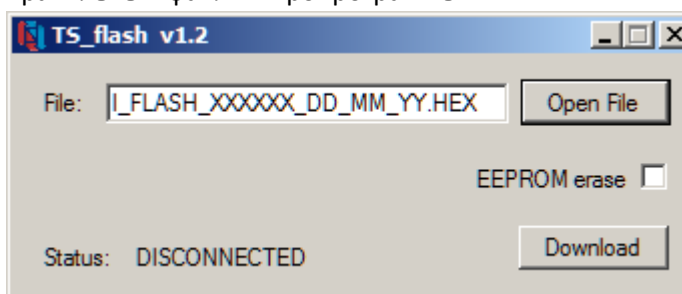 TS_flash v1.2
File: I_FLASH_XXXXXX_DD_MM_YY.HEX Open File
EEPROM erase
Status: DISCONNECTED Download